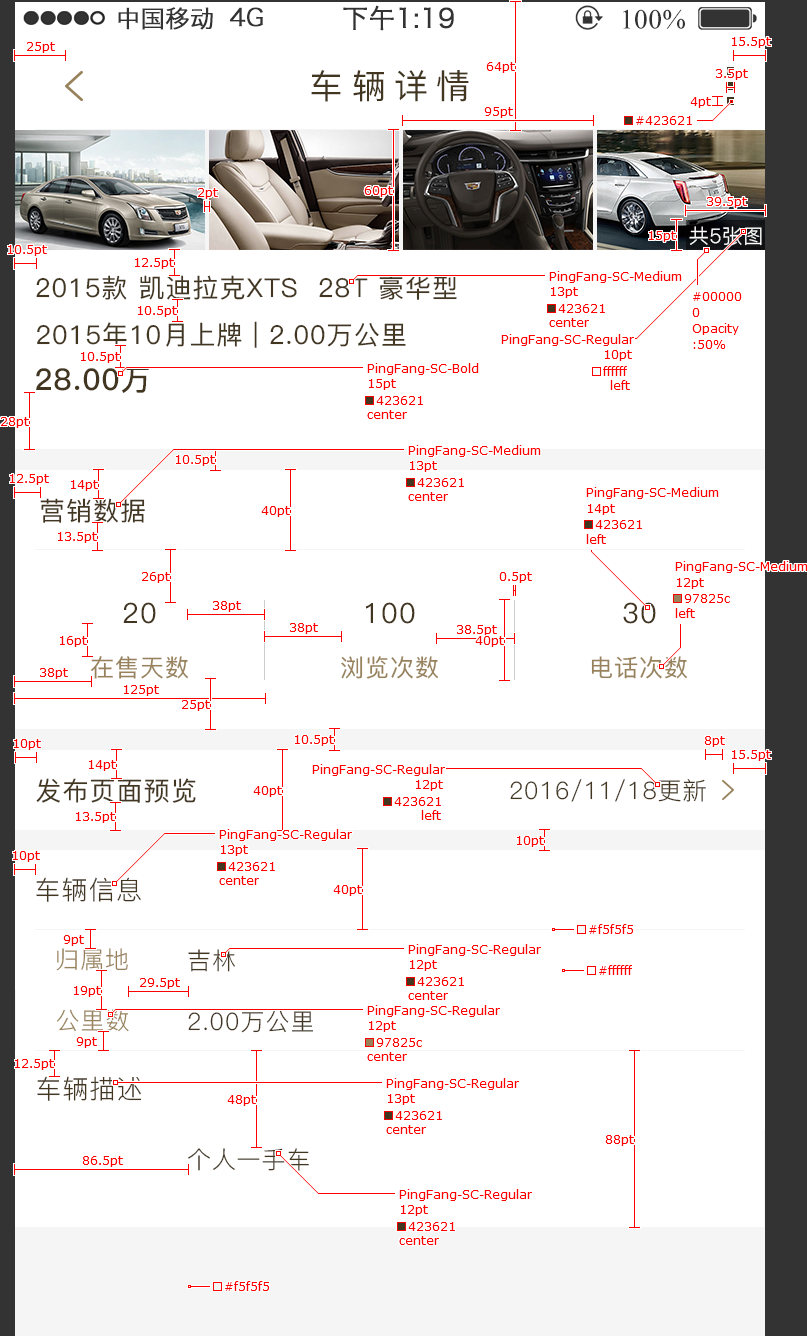 中国移动 4G 下午1:19 100%
25pt
15.5pt
64pt
车辆详情
3.5pt
4pt
95pt
#423621
2pt
60pt
39.5pt
15pt
共5张图
10.5pt
12.5pt
2015款 凯迪拉克XTS 28T 豪华型
PingFang-SC-Medium
13pt
423621
center
#00000
0
Opacity
:50%
10.5pt
2015年10月上牌 | 2.00万公里
PingFang-SC-Regular
10pt
ffffff
left
10.5pt
28.00万
PingFang-SC-Bold
15pt
423621
center
28pt
10.5pt
PingFang-SC-Medium
13pt
423621
center
12.5pt
14pt
营销数据
40pt
13.5pt
PingFang-SC-Medium
14pt
423621
left
26pt
0.5pt
PingFang-SC-Medium
12pt
97825c
left
20
100
30
38pt
38pt
38.5pt
40pt
16pt
在售天数
浏览次数
电话次数
38pt
125pt
25pt
10pt
10.5pt
8pt
15.5pt
14pt
发布页面预览
40pt
13.5pt
PingFang-SC-Regular
12pt
423621
left
2016/11/18更新
PingFang-SC-Regular
13pt
423621
center
10pt
10pt
车辆信息
40pt
#f5f5f5
9pt
归属地
吉林
PingFang-SC-Regular
12pt
423621
center
#ffffff
19pt
29.5pt
公里数
2.00万公里
PingFang-SC-Regular
12pt
97825c
center
9pt
12.5pt
车辆描述
PingFang-SC-Regular
13pt
423621
center
48pt
88pt
86.5pt
个人一手车
PingFang-SC-Regular
12pt
423621
center
#f5f5f5